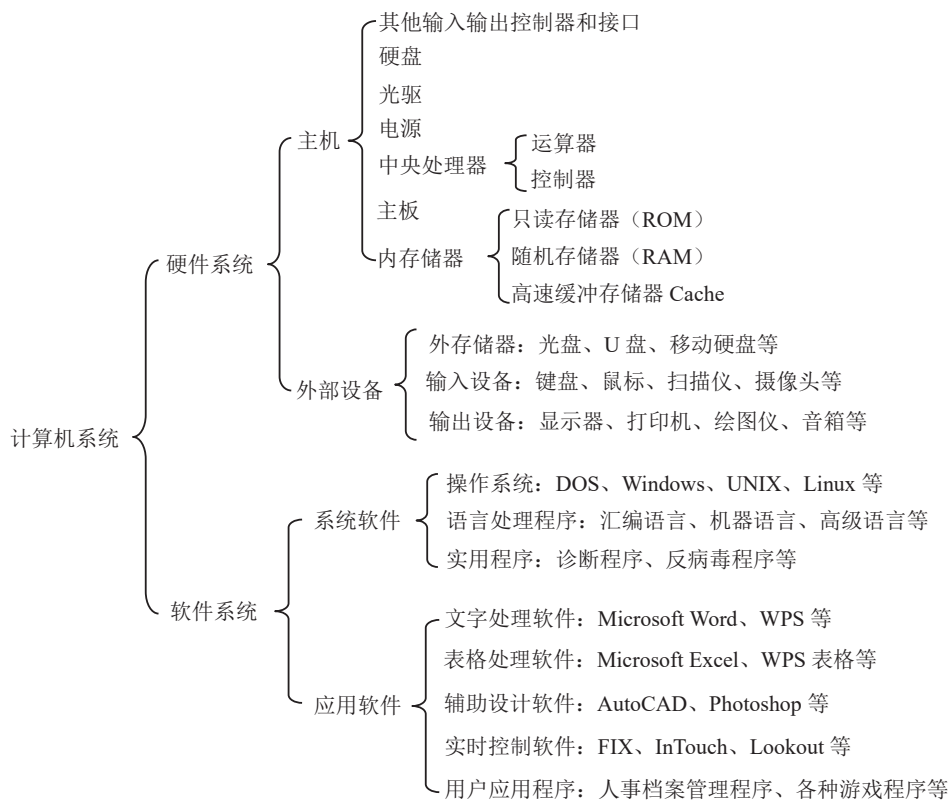 其他输入输出控制器和接口
硬盘
光驱
电源
主机
运算器
中央处理器
控制器
主板
只读存储器（ROM）
内存储器
随机存储器（RAM）
硬件系统
高速缓冲存储器 Cache
外存储器：光盘、U 盘、移动硬盘等
外部设备
输入设备：键盘、鼠标、扫描仪、摄像头等
输出设备：显示器、打印机、绘图仪、音箱等
计算机系统
操作系统：DOS、Windows、UNIX、Linux 等
系统软件
语言处理程序：汇编语言、机器语言、高级语言等
实用程序：诊断程序、反病毒程序等
软件系统
文字处理软件：Microsoft Word、WPS 等
表格处理软件：Microsoft Excel、WPS 表格等
应用软件
辅助设计软件：AutoCAD、Photoshop 等
实时控制软件：FIX、InTouch、Lookout 等
用户应用程序：人事档案管理程序、各种游戏程序等